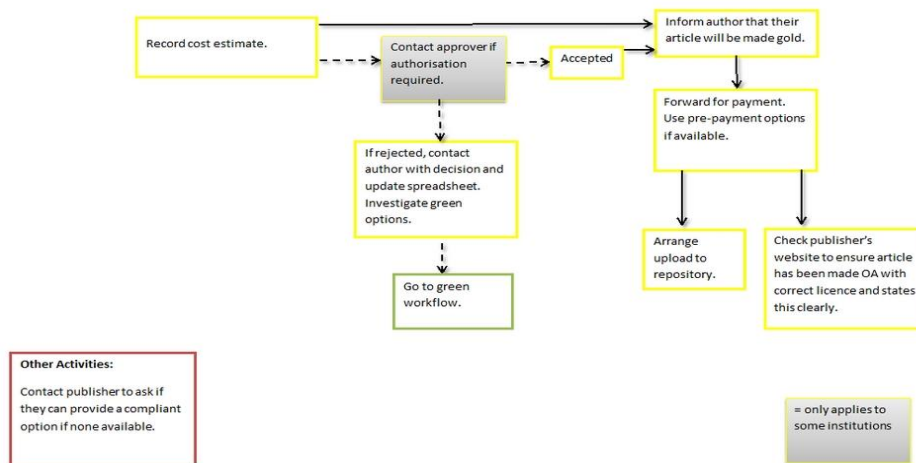 Record cost estimate.
Contact approver if
authorisation
required.
Accepted
Inform author that their
article will be made gold.
Forward for payment.
Use pre-payment options
if available.
If rejected, contact
author with decision and
update spreadsheet.
Investigate green
options.
Arrange
upload to
repository.
Check publisher's
website to ensure article
has been made OA with
correct licence and states
this clearly.
Go to green
workflow.
Other Activities:
Contact publisher to ask if
they can provide a compliant
option if none available.
= only applies to
some institutions